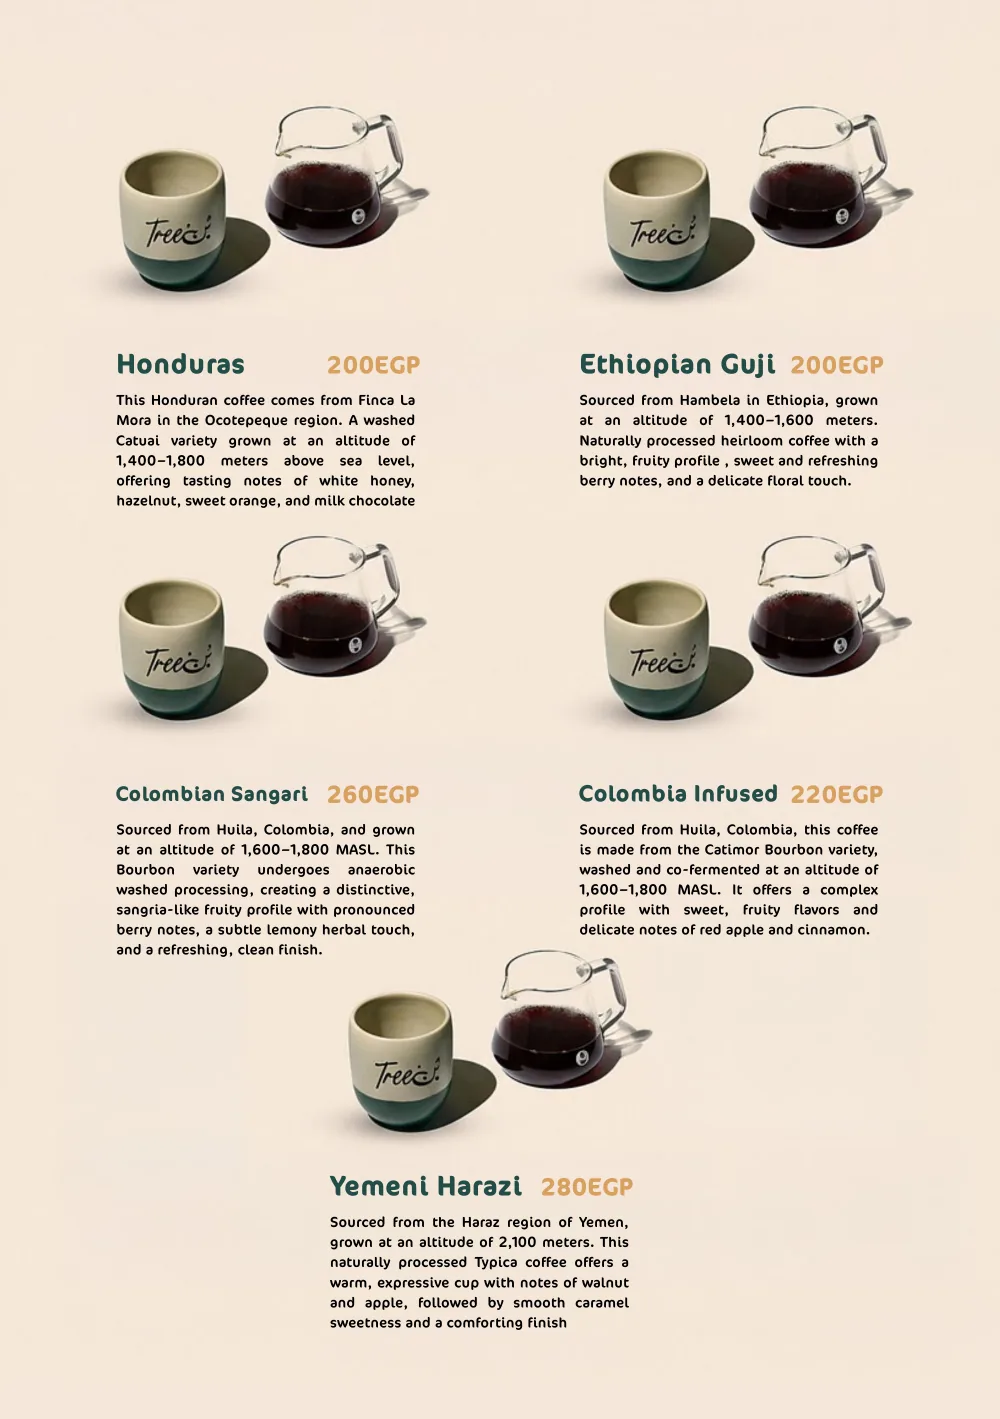 Tree بُن
Tree بُن
Honduras 200EGP
This Honduran coffee comes from Finca La
Mora in the Ocotepeque region. A washed
Catuai variety grown at an altitude of
1,400–1,800 meters above sea level,
offering tasting notes of white honey,
hazelnut, sweet orange, and milk chocolate
Ethiopian Guji 200EGP
Sourced from Hambela in Ethiopia, grown
at an altitude of 1,400–1,600 meters.
Naturally processed heirloom coffee with a
bright, fruity profile , sweet and refreshing
berry notes, and a delicate floral touch.
Tree بُن
Tree بُن
Colombian Sangari 260EGP
Sourced from Huila, Colombia, and grown
at an altitude of 1,600–1,800 MASL. This
Bourbon variety undergoes anaerobic
washed processing, creating a distinctive,
sangria-like fruity profile with pronounced
berry notes, a subtle lemony herbal touch,
and a refreshing, clean finish.
Colombia Infused 220EGP
Sourced from Huila, Colombia, this coffee
is made from the Catimor Bourbon variety,
washed and co-fermented at an altitude of
1,600–1,800 MASL. It offers a complex
profile with sweet, fruity flavors and
delicate notes of red apple and cinnamon.
Tree بُن
Yemeni Harazi 280EGP
Sourced from the Haraz region of Yemen,
grown at an altitude of 2,100 meters. This
naturally processed Typica coffee offers a
warm, expressive cup with notes of walnut
and apple, followed by smooth caramel
sweetness and a comforting finish